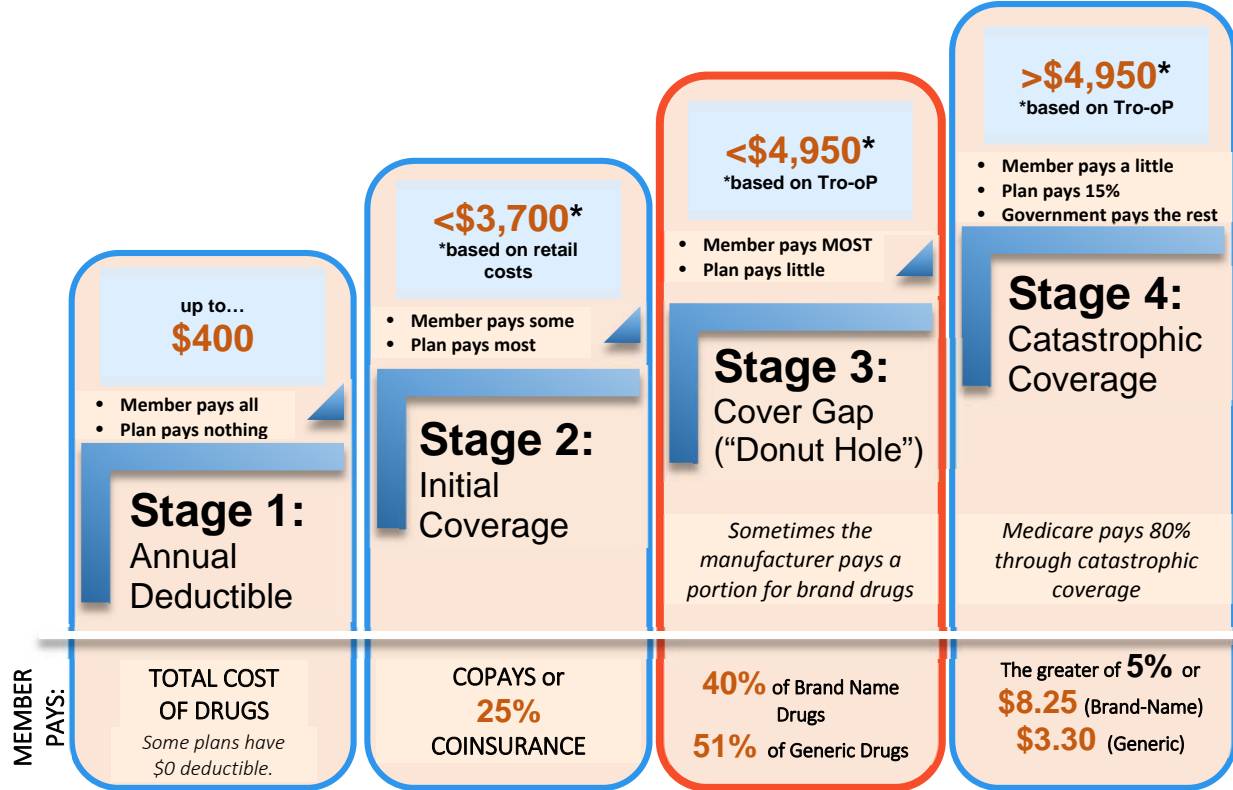 up to…
$400
• Member pays all
• Plan pays nothing
Stage 1:
Annual
Deductible
<$3,700*
*based on retail
costs
• Member pays some
• Plan pays most
Stage 2:
Initial
Coverage
<$4,950*
*based on Tro-oP
• Member pays MOST
• Plan pays little
Stage 3:
Cover Gap
(“Donut Hole”)
Sometimes the
manufacturer pays a
portion for brand drugs
>$4,950*
*based on Tro-oP
• Member pays a little
• Plan pays 15%
• Government pays the rest
Stage 4:
Catastrophic
Coverage
Medicare pays 80%
through catastrophic
coverage
MEMBER
PAYS:
TOTAL COST
OF DRUGS
Some plans have
$0 deductible.
COPAYS or
25%
COINSURANCE
40% of Brand Name
Drugs
51% of Generic Drugs
The greater of 5% or
$8.25 (Brand-Name)
$3.30 (Generic)